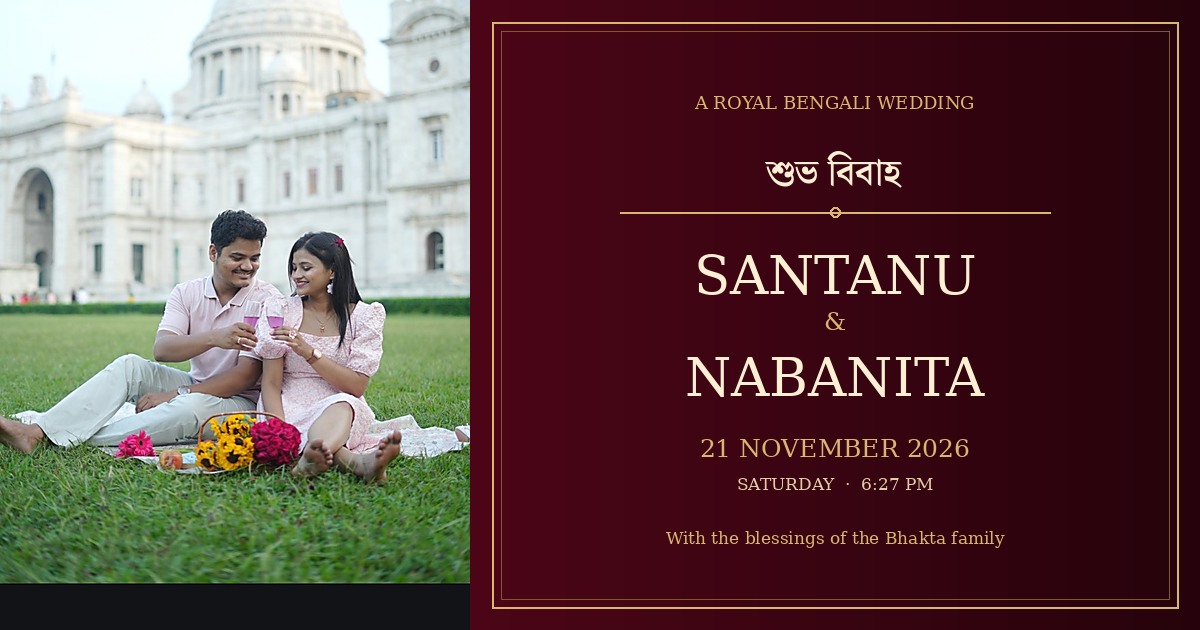 A ROYAL BENGALI WEDDING
শুভ বিবাহ
SANTANU
&
NABANITA
21 NOVEMBER 2026
SATURDAY · 6:27 PM
With the blessings of the Bhakta family